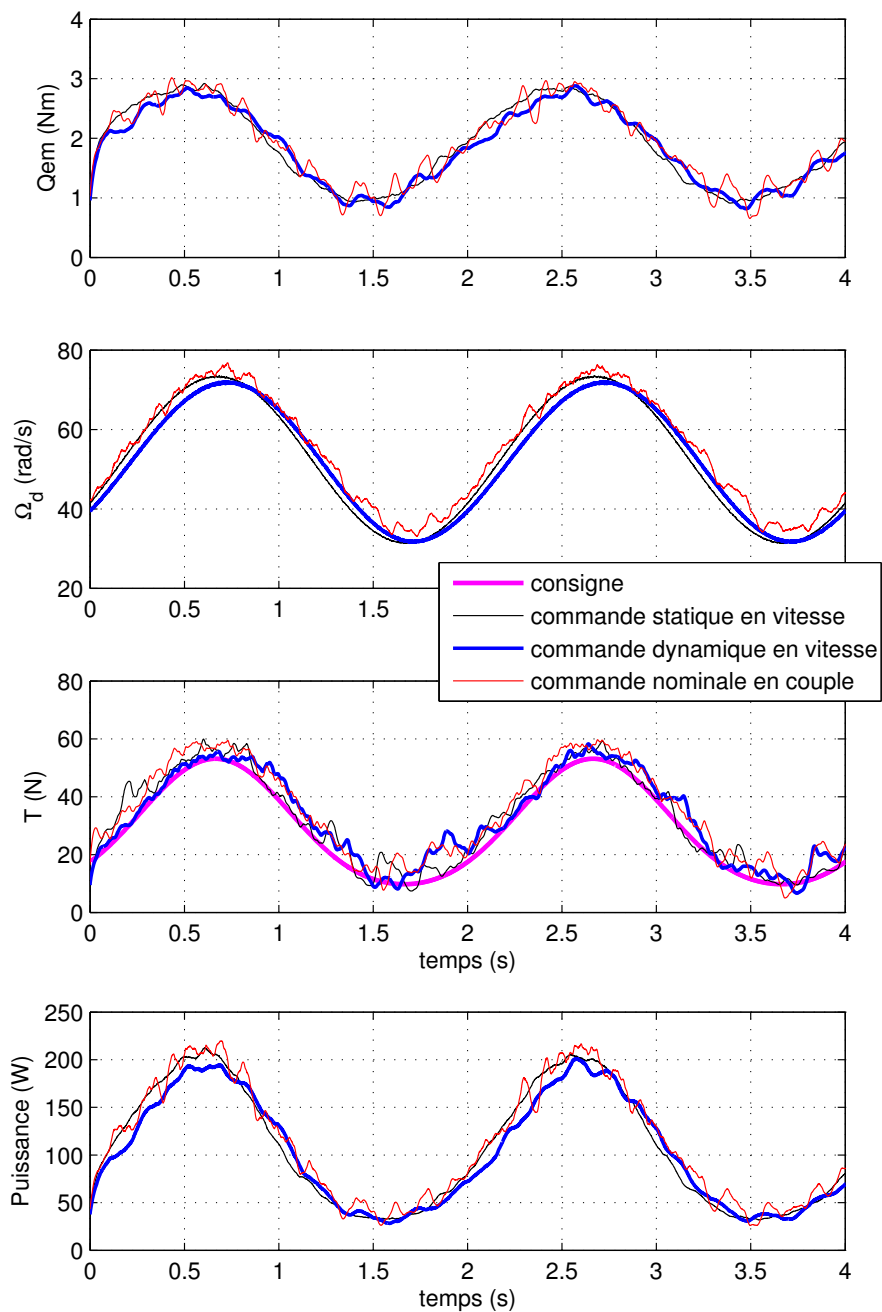 4
3
2
1
0
Qem (Nm)
0 0.5 1 1.5 2 2.5 3 3.5 4
80
60
40
20
Ω_d (rad/s)
0 0.5 1 1.5
consigne
commande statique en vitesse
commande dynamique en vitesse
commande nominale en couple
80
60
40
20
0
T (N)
0 0.5 1 1.5 2 2.5 3 3.5 4
temps (s)
250
200
150
100
50
0
Puissance (W)
0 0.5 1 1.5 2 2.5 3 3.5 4
temps (s)